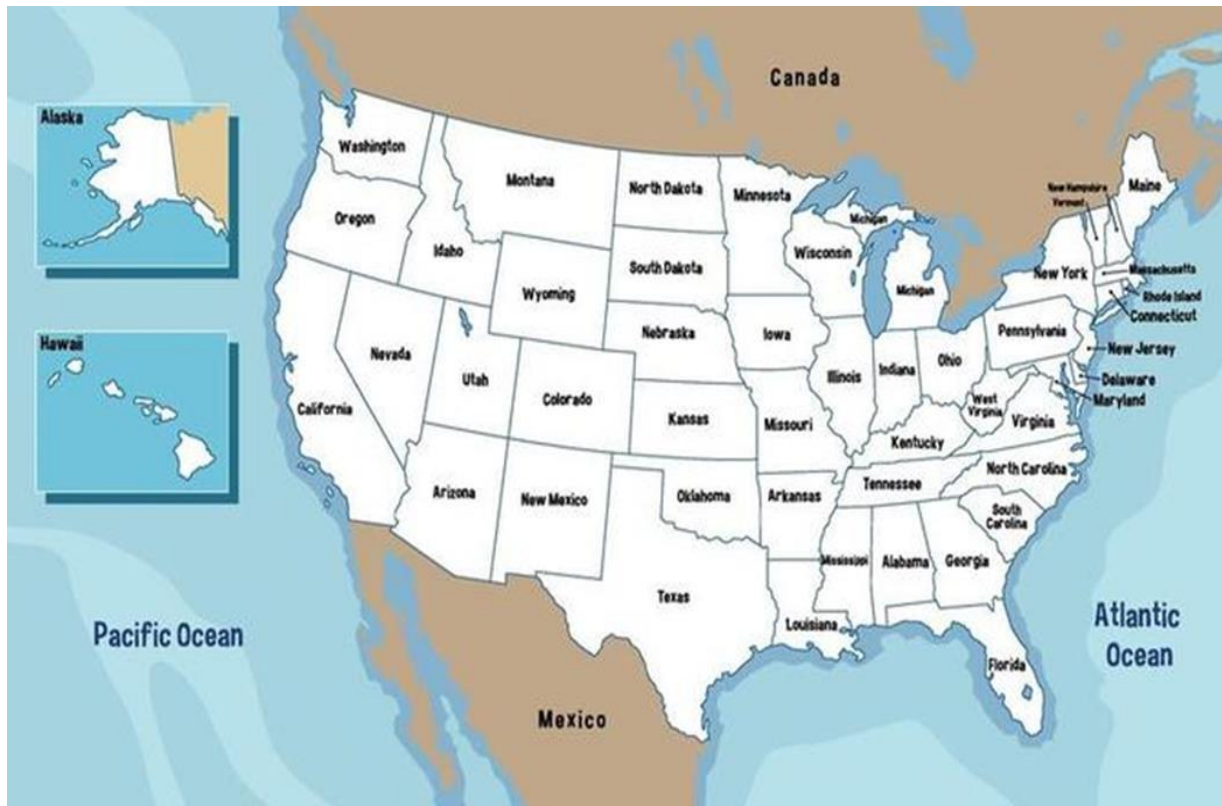 Canada
Alaska
Washington
Montana
North Dakota
Minnesota
Michigan
New Hampshire
Vermont
Maine
Oregon
Idaho
Wyoming
South Dakota
Wisconsin
Michigan
New York
Massachusetts
Rhode Island
Connecticut
Hawaii
Nevada
Utah
Colorado
Nebraska
Iowa
Illinois
Indiana
Ohio
Pennsylvania
New Jersey
Delaware
Maryland
California
Kansas
Missouri
West
Virginia
Virginia
Kentucky
Arizona
New Mexico
Oklahoma
Arkansas
Tennessee
North Carolina
South
Carolina
Texas
Mississippi
Alabama
Georgia
Louisiana
Florida
Pacific Ocean
Atlantic
Ocean
Mexico